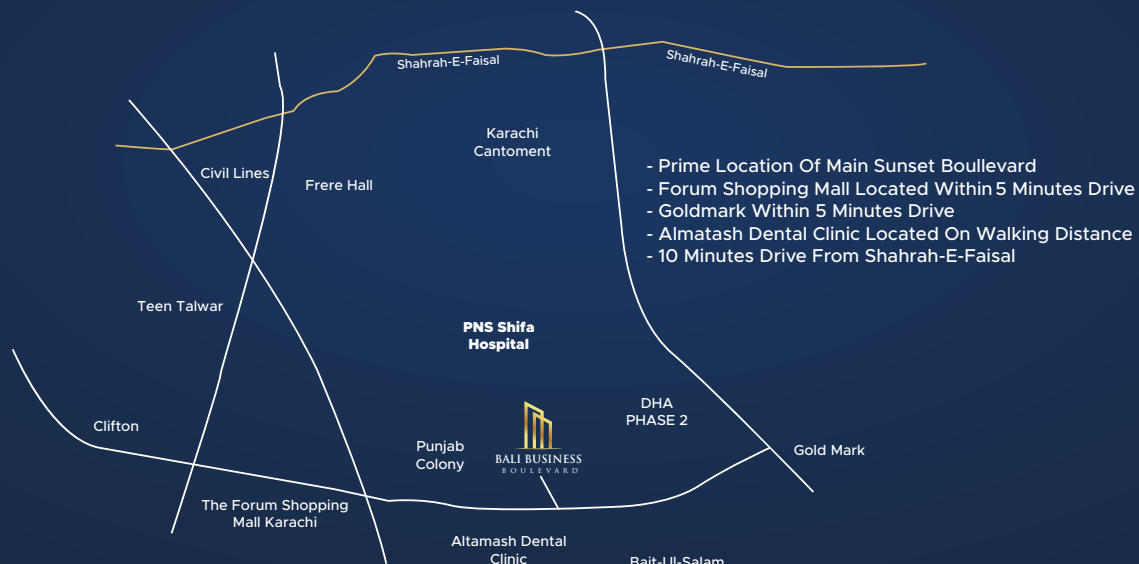 Shahrah-E-Faisal
Shahrah-E-Faisal
Karachi
Cantoment
Civil Lines
Frere Hall
- Prime Location Of Main Sunset Boullevard
- Forum Shopping Mall Located Within 5 Minutes Drive
- Goldmark Within 5 Minutes Drive
- Almatash Dental Clinic Located On Walking Distance
- 10 Minutes Drive From Shahrah-E-Faisal
Teen Talwar
PNS Shifa
Hospital
DHA
PHASE 2
Clifton
Punjab
Colony
BALI BUSINESS
BOULEVARD
Gold Mark
The Forum Shopping
Mall Karachi
Altamash Dental
Clinic
Bait-Ul-Salam